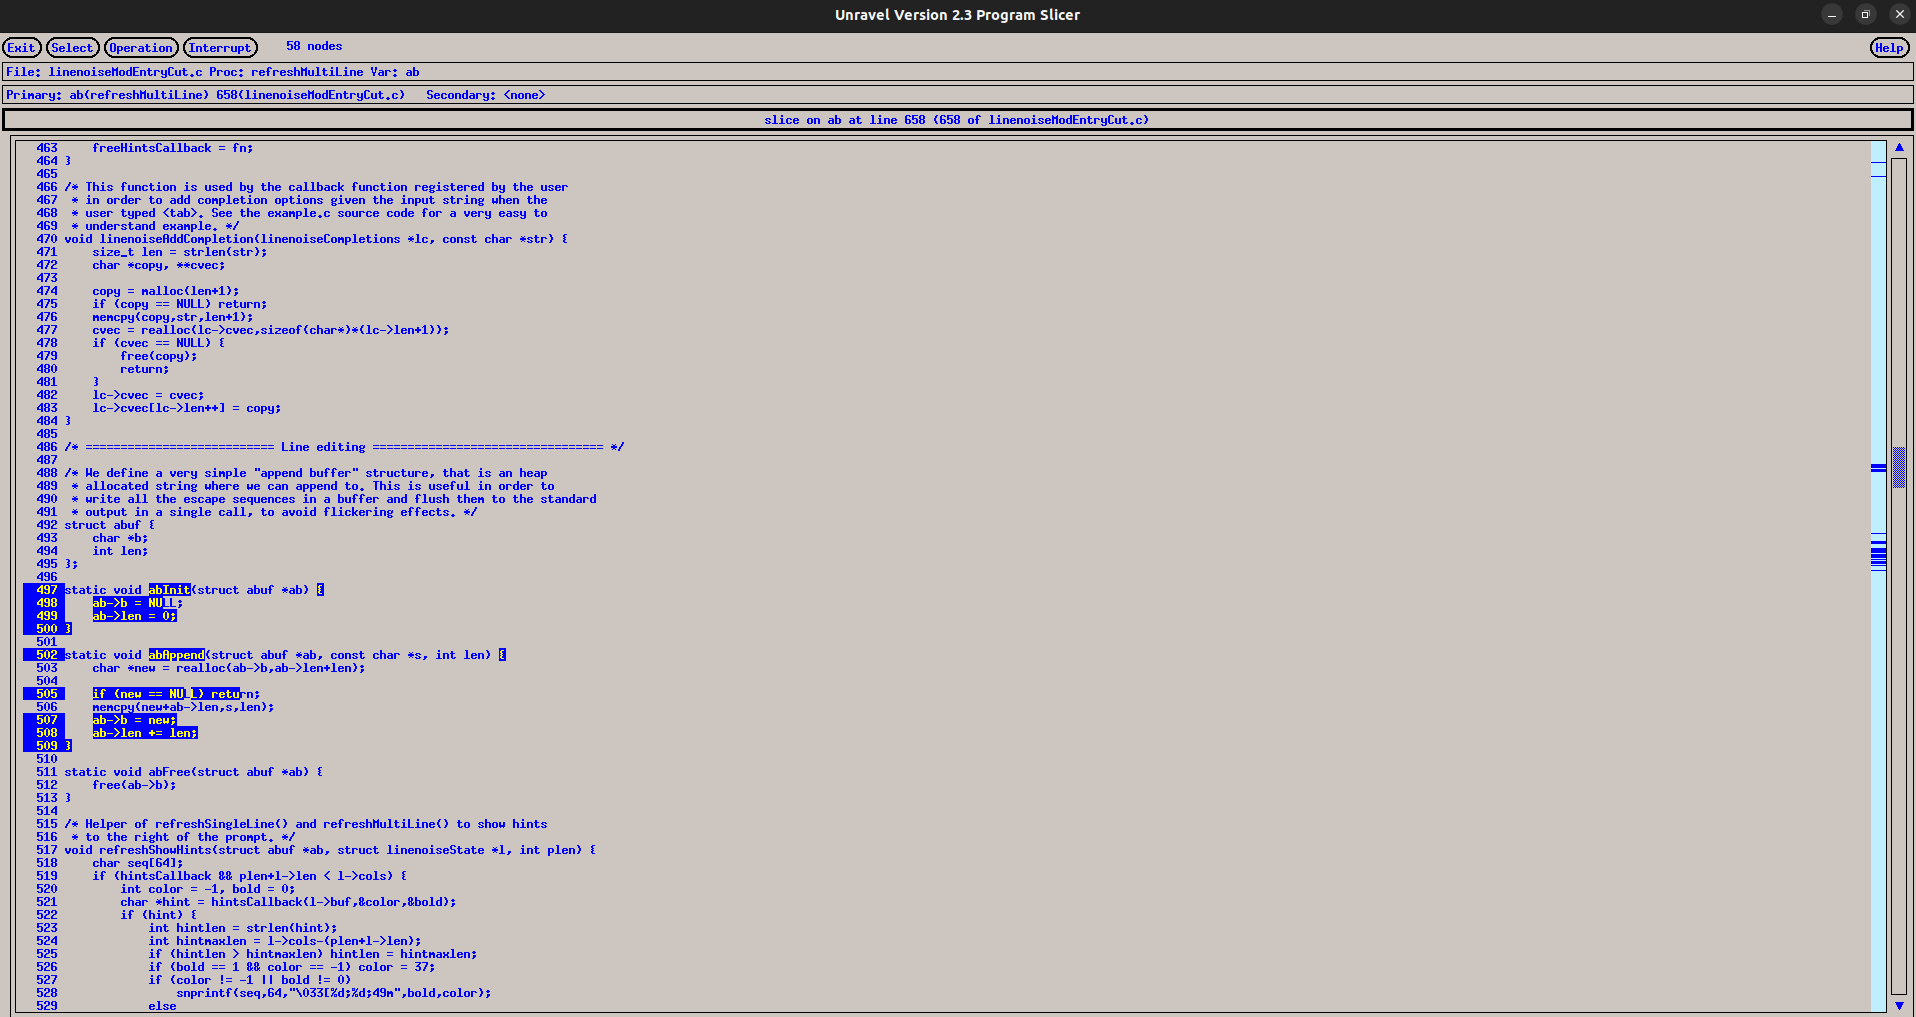 Unravel Version 2.3 Program Slicer
Exit Select Operation Interrupt 58 nodes Help
File: linenoiseModEntryCut.c Proc: refreshMultiLine Var: ab
Primary: ab(refreshMultiLine) 658(linenoiseModEntryCut.c) Secondary: <none>
slice on ab at line 658 (658 of linenoiseModEntryCut.c)
463     freeHintsCallback = fn;
464 }
465
466 /* This function is used by the callback function registered by the user
467  * in order to add completion options given the input string when the
468  * user typed <tab>. See the example.c source code for a very easy to
469  * understand example. */
470 void linenoiseAddCompletion(linenoiseCompletions *lc, const char *str) {
471     size_t len = strlen(str);
472     char *copy, **cvec;
473
474     copy = malloc(len+1);
475     if (copy == NULL) return;
476     memcpy(copy,str,len+1);
477     cvec = realloc(lc->cvec,sizeof(char*)*(lc->len+1));
478     if (cvec == NULL) {
479         free(copy);
480         return;
481     }
482     lc->cvec = cvec;
483     lc->cvec[lc->len++] = copy;
484 }
485
486 /* =========================== Line editing ================================= */
487
488 /* We define a very simple "append buffer" structure, that is an heap
489  * allocated string where we can append to. This is useful in order to
490  * write all the escape sequences in a buffer and flush them to the standard
491  * output in a single call, to avoid flickering effects. */
492 struct abuf {
493     char *b;
494     int len;
495 };
496
497 static void abInit(struct abuf *ab) {
498     ab->b = NULL;
499     ab->len = 0;
500 }
501
502 static void abAppend(struct abuf *ab, const char *s, int len) {
503     char *new = realloc(ab->b,ab->len+len);
504
505     if (new == NULL) return;
506     memcpy(new+ab->len,s,len);
507     ab->b = new;
508     ab->len += len;
509 }
510
511 static void abFree(struct abuf *ab) {
512     free(ab->b);
513 }
514
515 /* Helper of refreshSingleLine() and refreshMultiLine() to show hints
516  * to the right of the prompt. */
517 void refreshShowHints(struct abuf *ab, struct linenoiseState *l, int plen) {
518     char seq[64];
519     if (hintsCallback && plen+l->len < l->cols) {
520         int color = -1, bold = 0;
521         char *hint = hintsCallback(l->buf,&color,&bold);
522         if (hint) {
523             int hintlen = strlen(hint);
524             int hintmaxlen = l->cols-(plen+l->len);
525             if (hintlen > hintmaxlen) hintlen = hintmaxlen;
526             if (bold == 1 && color == -1) color = 37;
527             if (color != -1 || bold != 0)
528                 snprintf(seq,64,"\033[%d;%d;49m",bold,color);
529             else